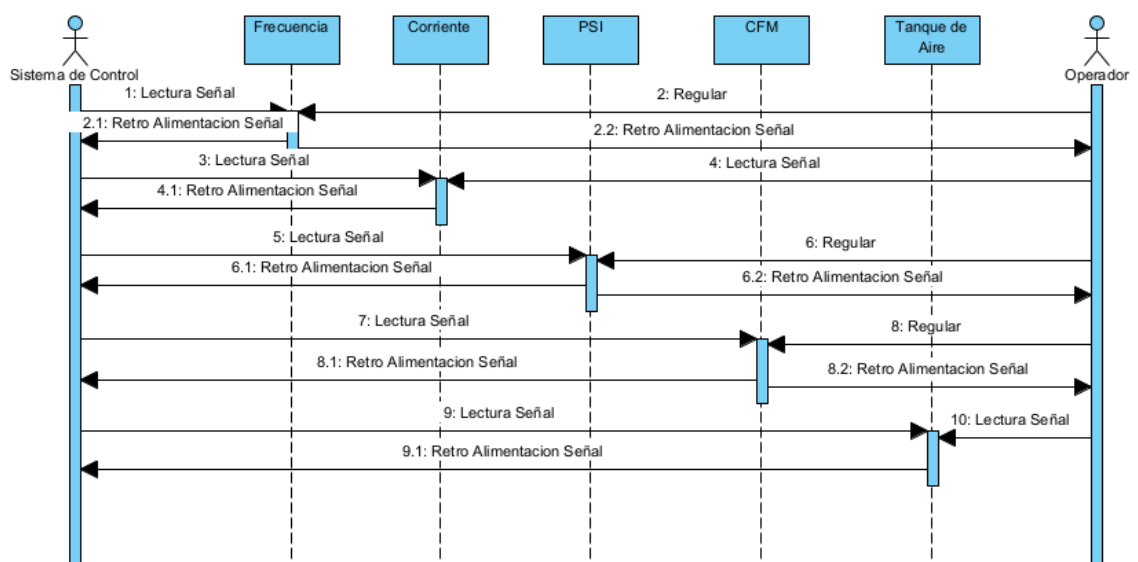 Frecuencia
Corriente
PSI
CFM
Tanque de
Aire
Sistema de Control
Operador
1: Lectura Señal
2: Regular
2.1: Retro Alimentacion Señal
2.2: Retro Alimentacion Señal
3: Lectura Señal
4: Lectura Señal
4.1: Retro Alimentacion Señal
5: Lectura Señal
6: Regular
6.1: Retro Alimentacion Señal
6.2: Retro Alimentacion Señal
7: Lectura Señal
8: Regular
8.1: Retro Alimentacion Señal
8.2: Retro Alimentacion Señal
9: Lectura Señal
10: Lectura Señal
9.1: Retro Alimentacion Señal